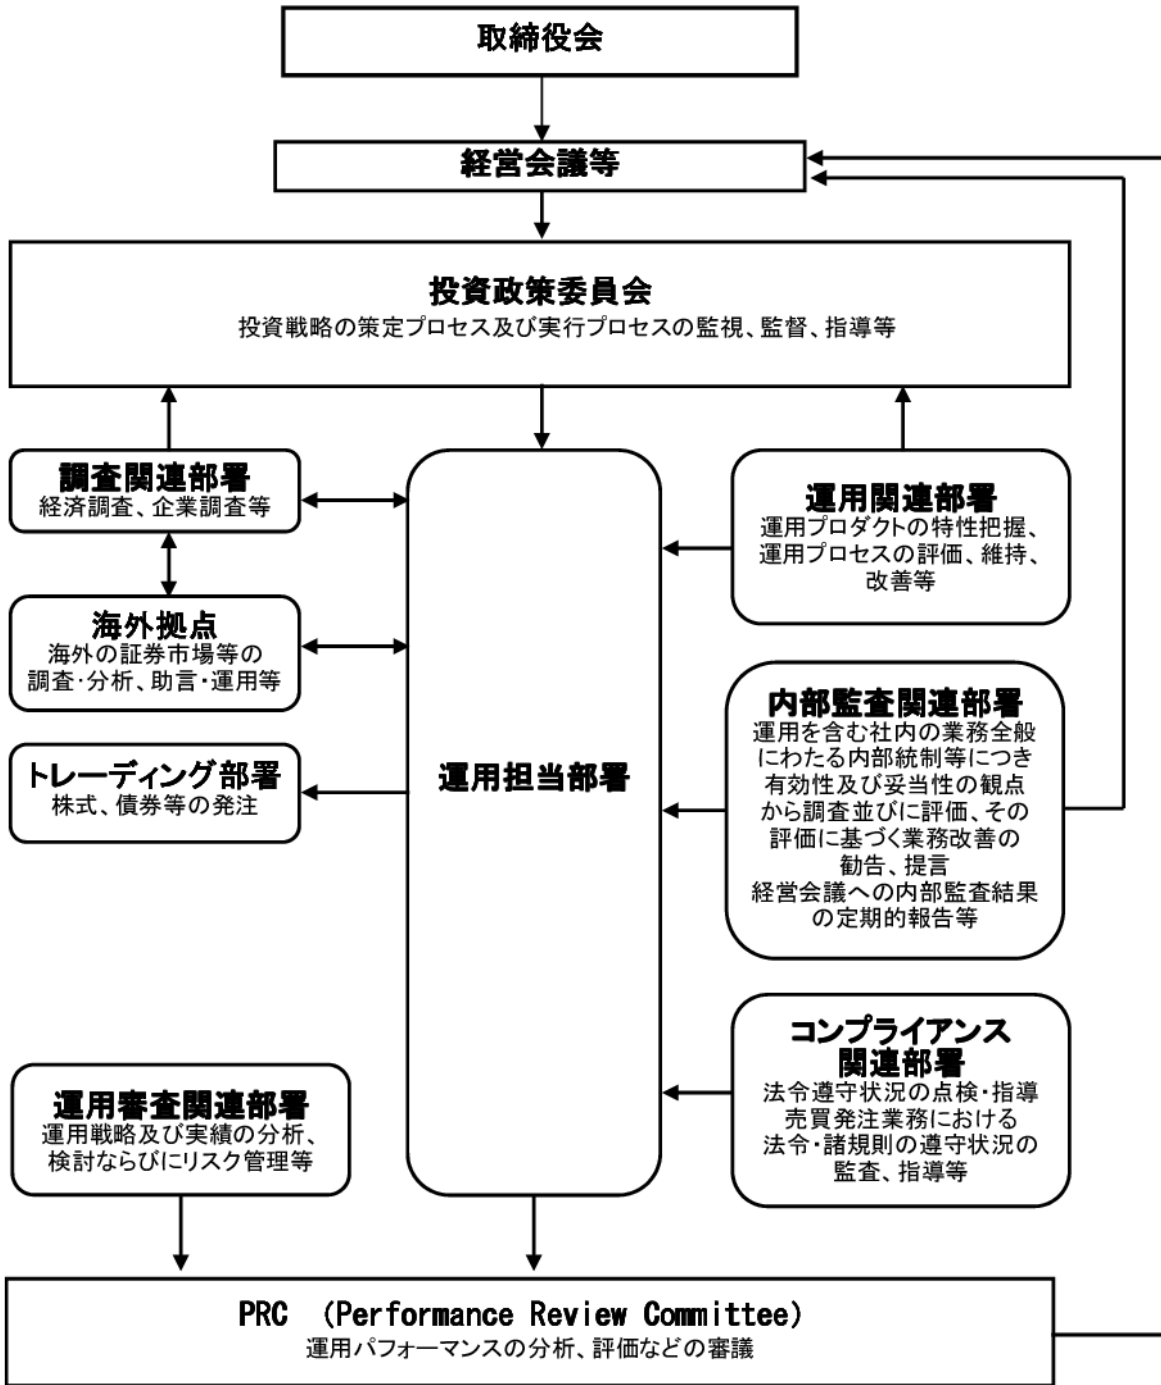 取締役会
経営会議等
投資政策委員会
投資戦略の策定プロセス及び実行プロセスの監視、監督、指導等
調査関連部署
経済調査、企業調査等
海外拠点
海外の証券市場等の
調査・分析、助言・運用等
トレーディング部署
株式、債券等の発注
運用審査関連部署
運用戦略及び実績の分析、
検討ならびにリスク管理等
運用担当部署
運用関連部署
運用プロダクトの特性把握、
運用プロセスの評価、維持、
改善等
内部監査関連部署
運用を含む社内の業務全般
にわたる内部統制等につき
有効性及び妥当性の観点
から調査並びに評価、その
評価に基づく業務改善の
勧告、提言
経営会議への内部監査結果
の定期的報告等
コンプライアンス
関連部署
法令遵守状況の点検・指導
売買発注業務における
法令・諸規則の遵守状況の
監査、指導等
PRC (Performance Review Committee)
運用パフォーマンスの分析、評価などの審議